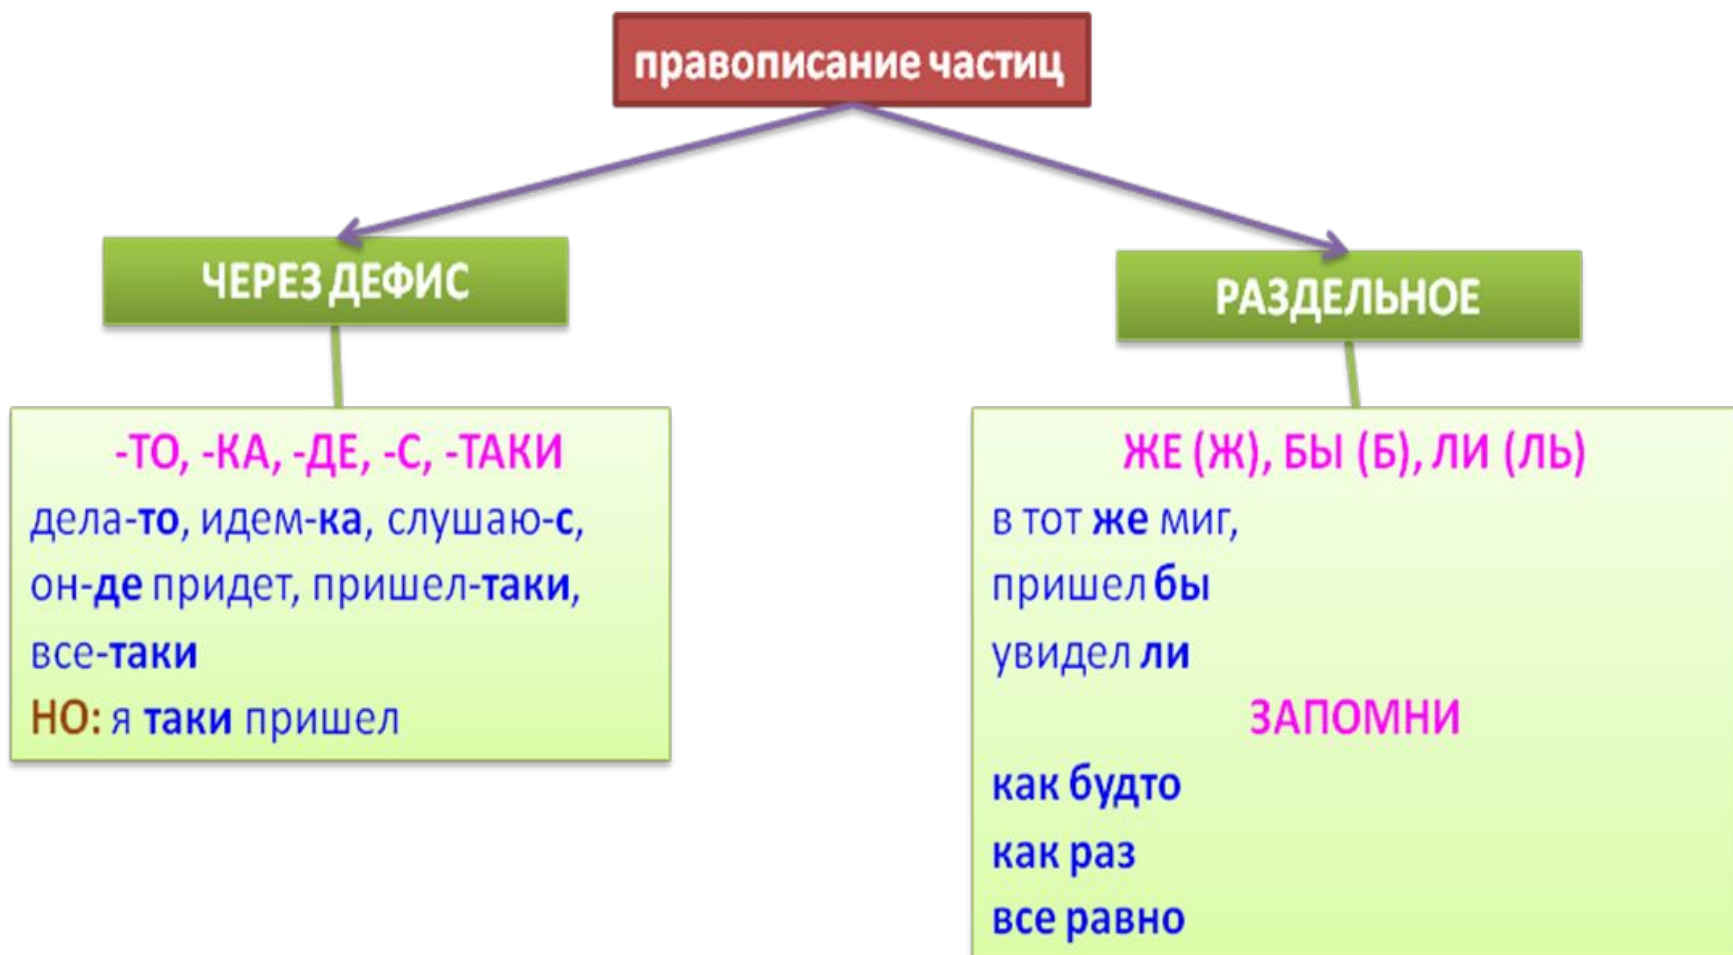 правописание частиц
ЧЕРЕЗ ДЕФИС
-ТО, -КА, -ДЕ, -С, -ТАКИ
дела-то, идем-ка, слушаю-с,
он-де придет, пришел-таки,
все-таки
НО: я таки пришел
РАЗДЕЛЬНОЕ
ЖЕ (Ж), БЫ (Б), ЛИ (ЛЬ)
в тот же миг,
пришел бы
увидел ли
ЗАПОМНИ
как будто
как раз
все равно